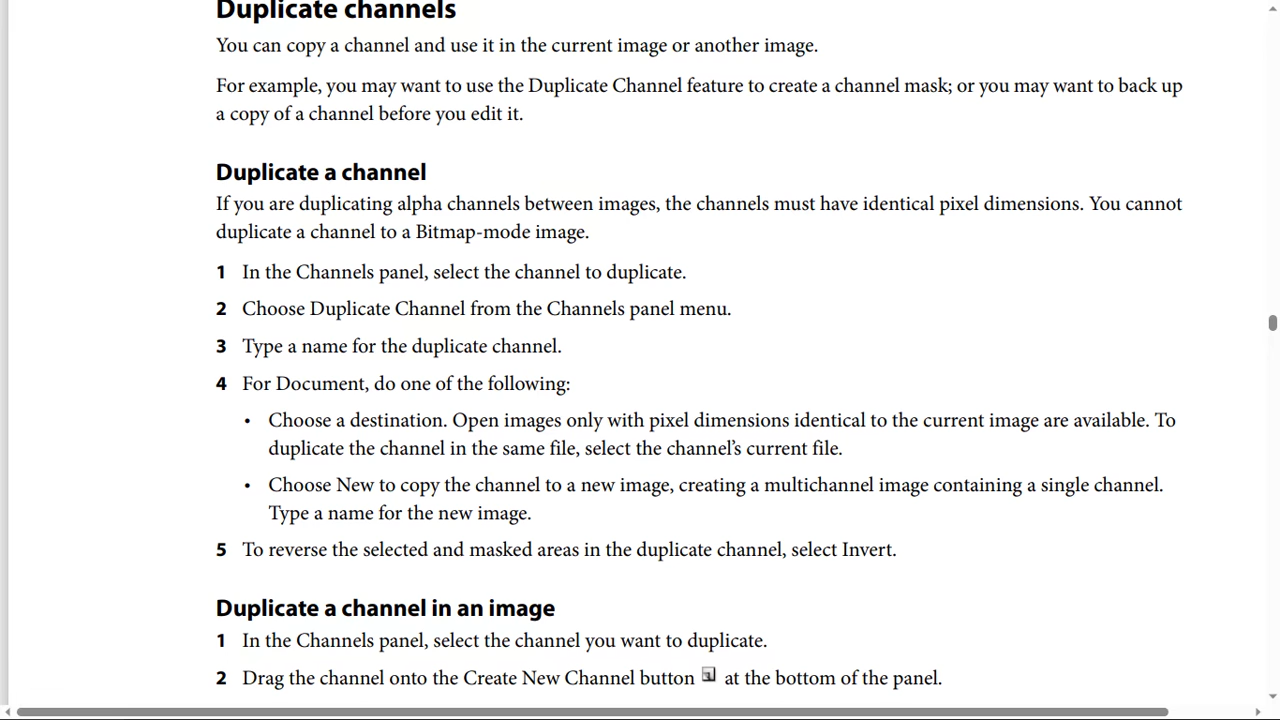 Duplicate channels
You can copy a channel and use it in the current image or another image.
For example, you may want to use the Duplicate Channel feature to create a channel mask; or you may want to back up
a copy of a channel before you edit it.
Duplicate a channel
If you are duplicating alpha channels between images, the channels must have identical pixel dimensions. You cannot
duplicate a channel to a Bitmap-mode image.
1 In the Channels panel, select the channel to duplicate.
2 Choose Duplicate Channel from the Channels panel menu.
3 Type a name for the duplicate channel.
4 For Document, do one of the following:
• Choose a destination. Open images only with pixel dimensions identical to the current image are available. To
duplicate the channel in the same file, select the channel’s current file.
• Choose New to copy the channel to a new image, creating a multichannel image containing a single channel.
Type a name for the new image.
5 To reverse the selected and masked areas in the duplicate channel, select Invert.
Duplicate a channel in an image
1 In the Channels panel, select the channel you want to duplicate.
2 Drag the channel onto the Create New Channel button at the bottom of the panel.